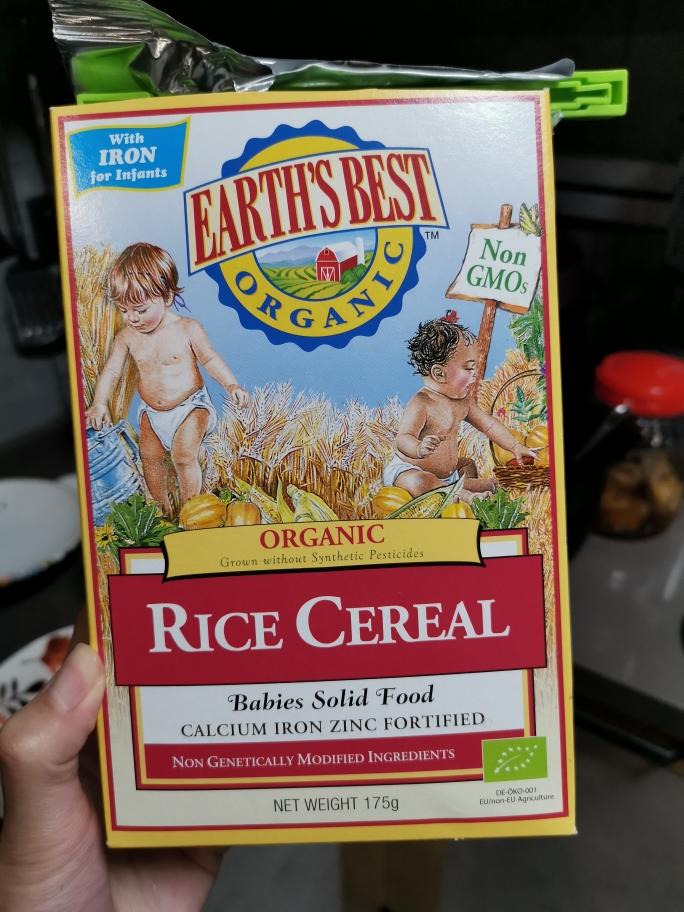 With
IRON
for Infants
EARTH'S BEST
TM
ORGANIC
Non
GMOs
ORGANIC
Grown without Synthetic Pesticides
RICE CEREAL
Babies Solid Food
CALCIUM IRON ZINC FORTIFIED
NON GENETICALLY MODIFIED INGREDIENTS
NET WEIGHT 175g
DE-ÖKO-001
EU/non-EU Agriculture